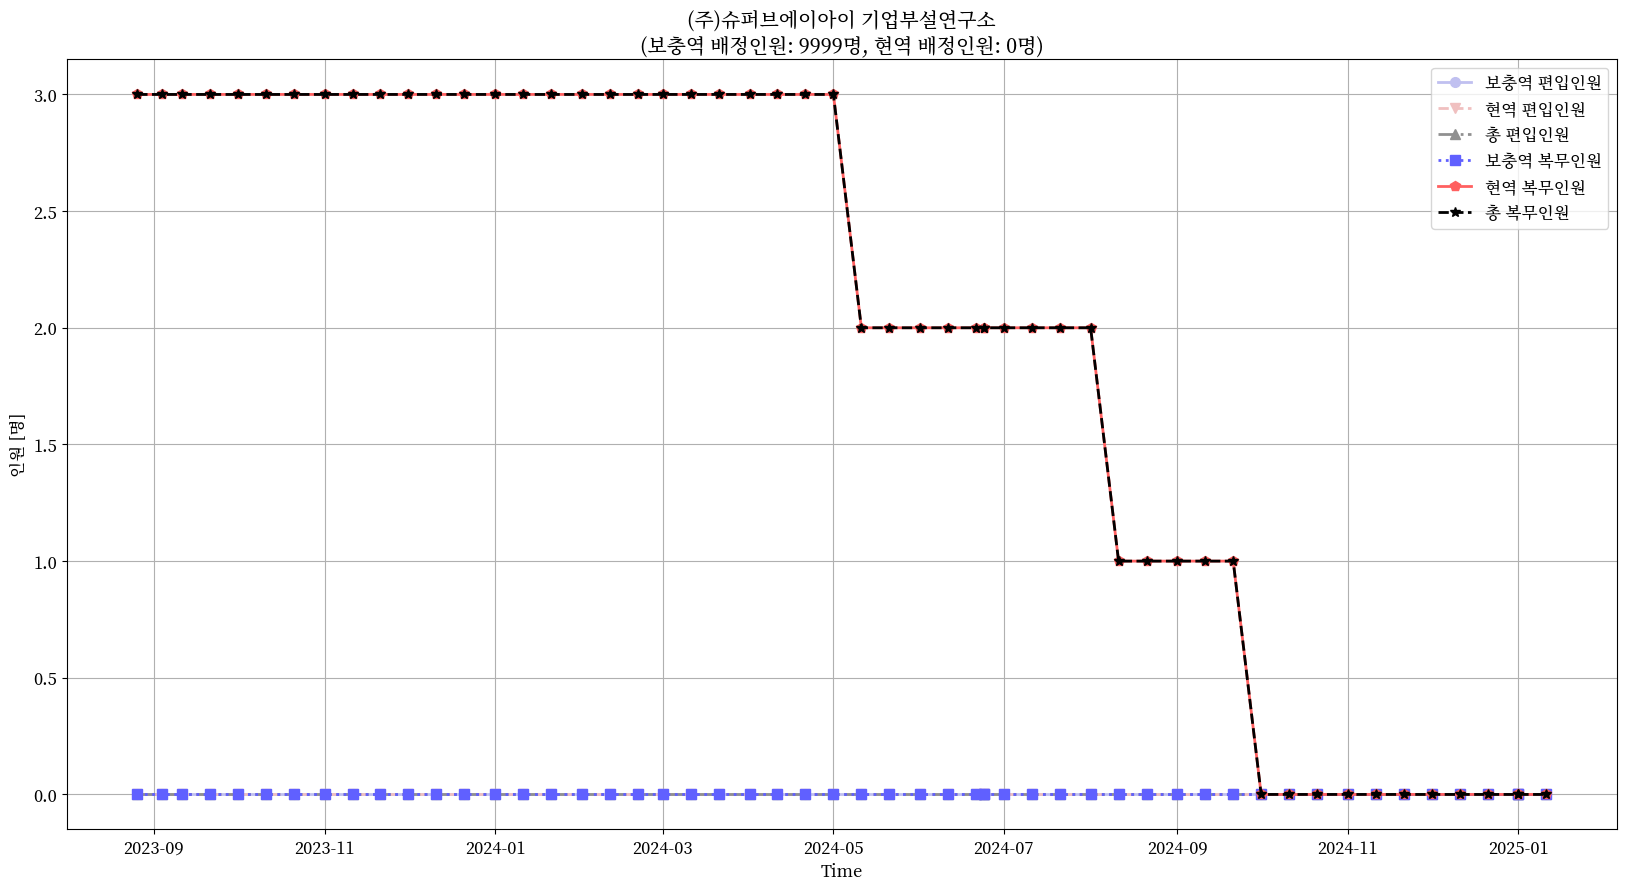 (주)슈퍼브에이아이 기업부설연구소
(보충역 배정인원: 9999명, 현역 배정인원: 0명)
보충역 편입인원
현역 편입인원
총 편입인원
보충역 복무인원
현역 복무인원
총 복무인원
인원 [명]
3.0
2.5
2.0
1.5
1.0
0.5
0.0
2023-09
2023-11
2024-01
2024-03
2024-05
2024-07
2024-09
2024-11
2025-01
Time